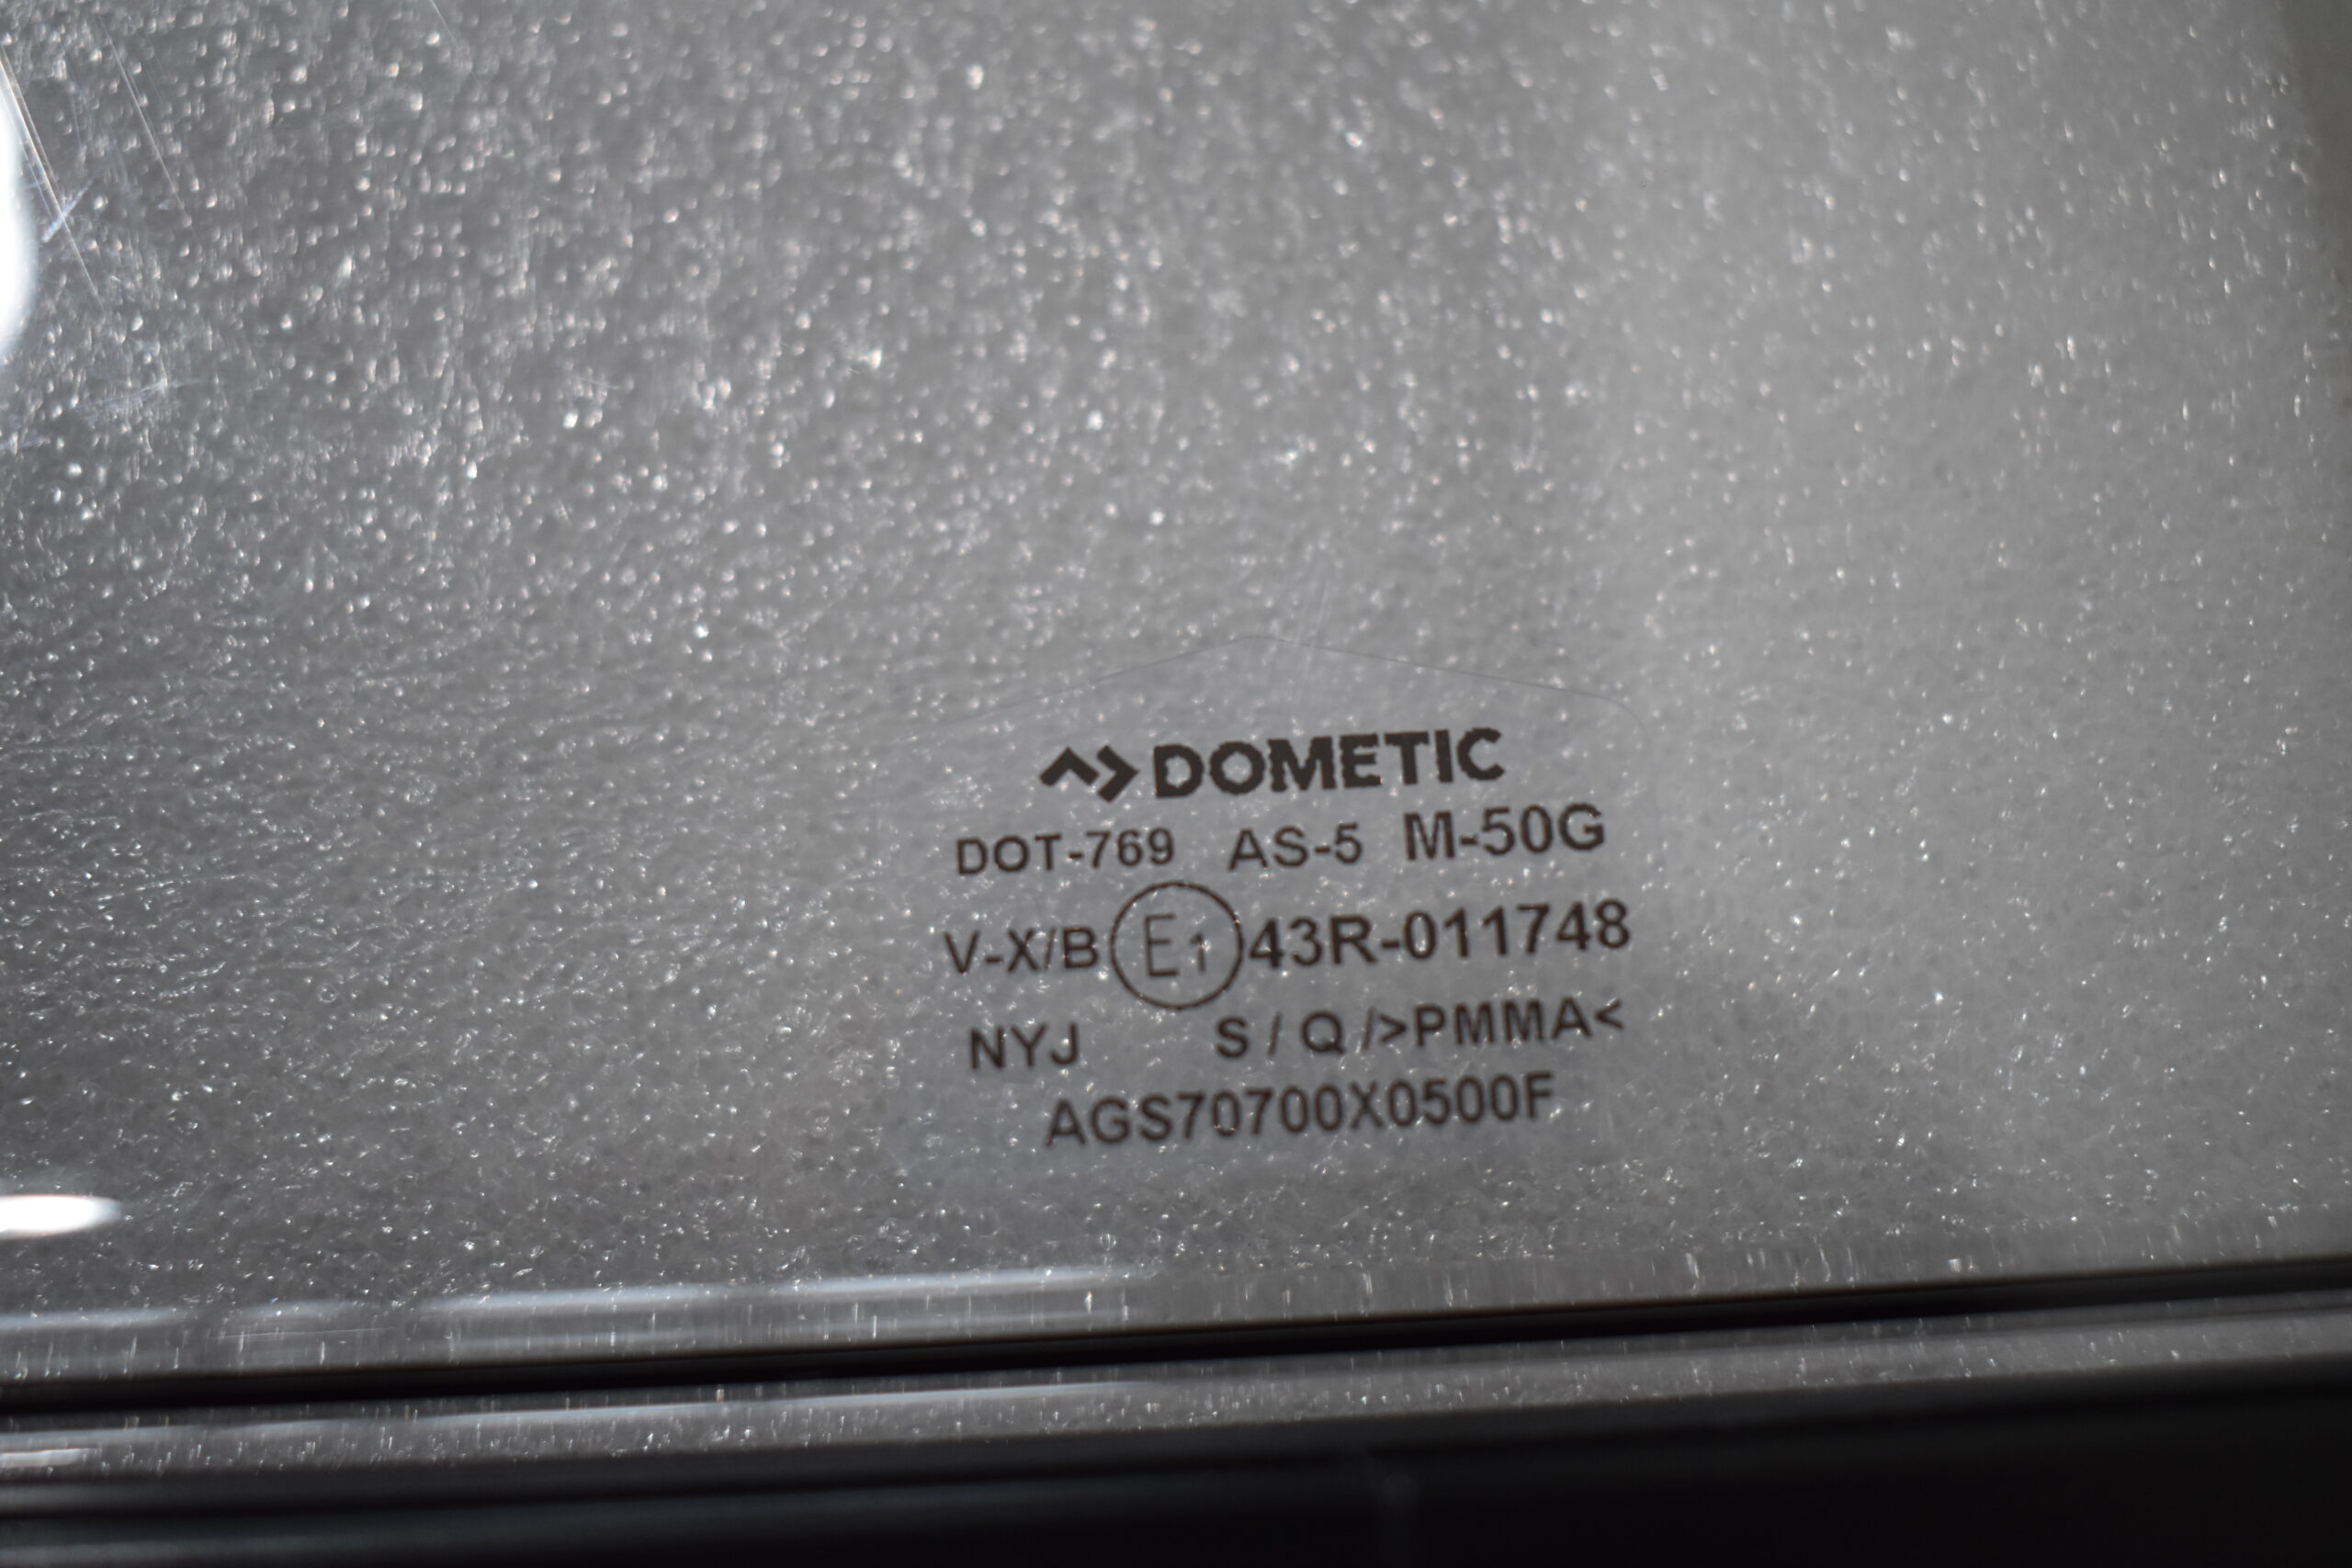 DOMETIC
DOT-769 AS-5 M-50G
V-X/B E1 43R-011748
NYJ S / Q />PMMA<
AGS70700X0500F